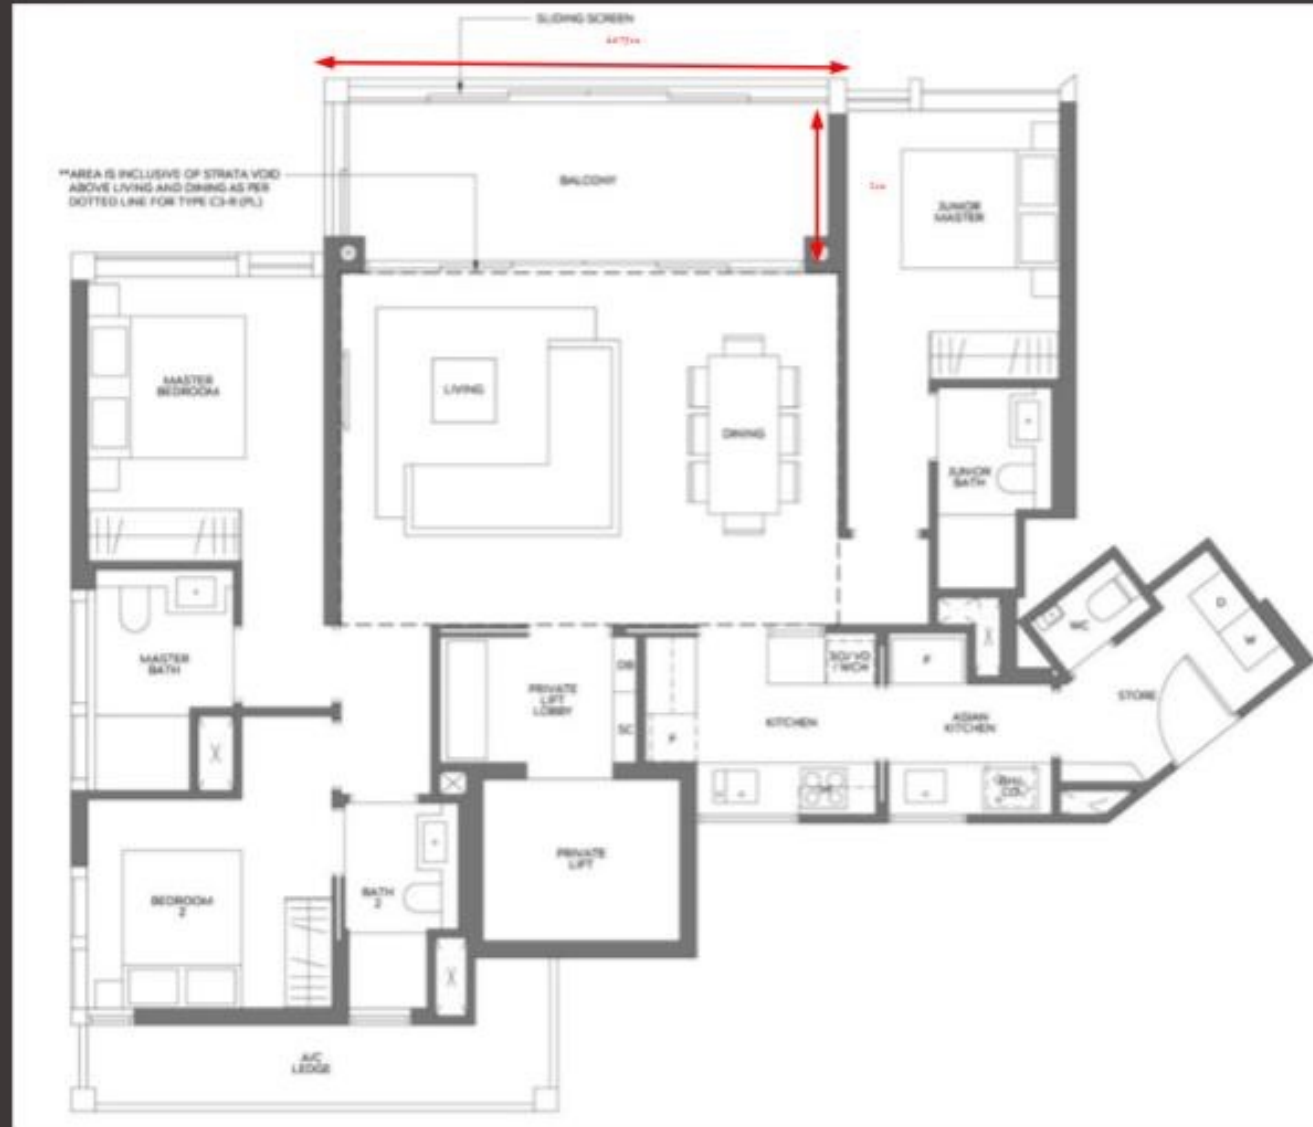 SLIDING SCREEN
**AREA IS INCLUSIVE OF STRATA VOID
ABOVE LIVING AND DINING AS PER
DOTTED LINE FOR TYPE C3-R (PL)
BALCONY
JUNIOR
MASTER
MASTER
BEDROOM
LIVING
DINING
JUNIOR
BATH
MASTER
BATH
PRIVATE
LIFT
LOBBY
DB
SC
F
KITCHEN
F
ASIAN
KITCHEN
WC
D
W
STORE
BEDROOM
2
BATH
2
PRIVATE
LIFT
A/C
LEDGE